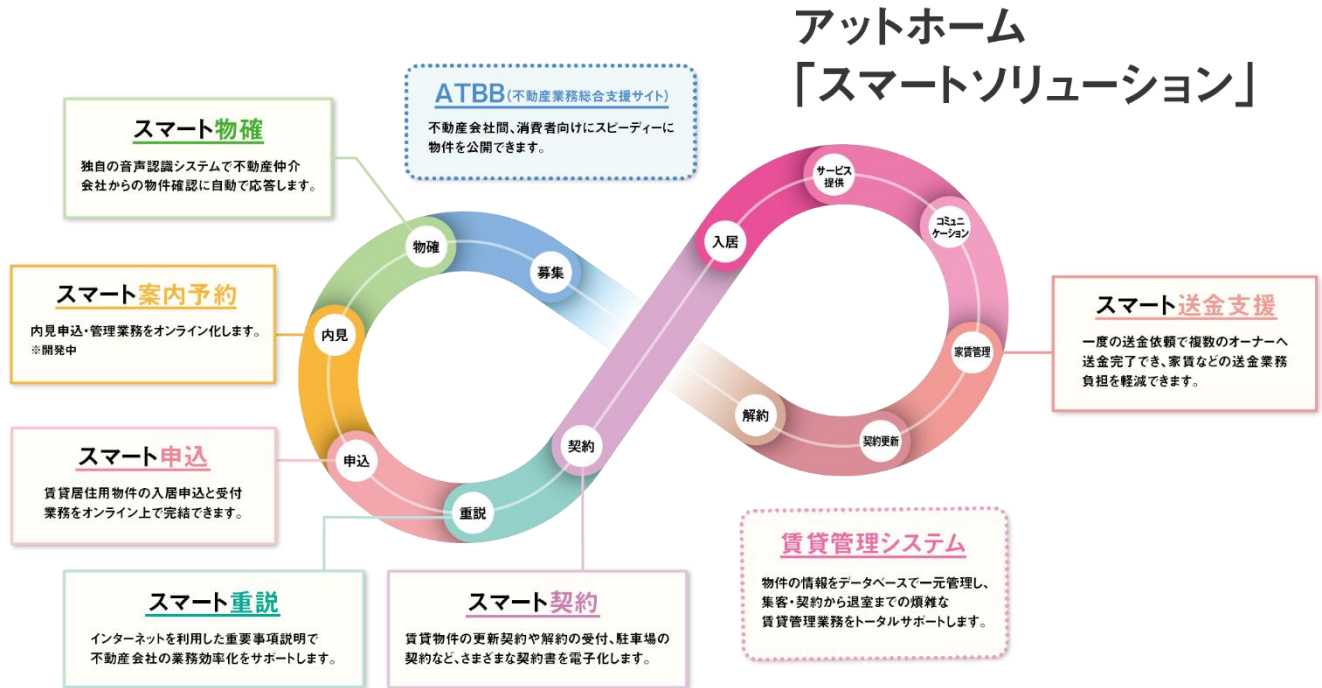 アットホーム
「スマートソリューション」
ATBB(不動産業務総合支援サイト)
不動産会社間、消費者向けにスピーディーに
物件を公開できます。
スマート物確
独自の音声認識システムで不動産仲介
会社からの物件確認に自動で応答します。
スマート案内予約
内見申込・管理業務をオンライン化します。
※開発中
スマート申込
賃貸居住用物件の入居申込と受付
業務をオンライン上で完結できます。
スマート重説
インターネットを利用した重要事項説明で
不動産会社の業務効率化をサポートします。
スマート契約
賃貸物件の更新契約や解約の受付、駐車場の
契約など、さまざまな契約書を電子化します。
募集
物確
内見
申込
重説
契約
入居
サービス
提供
コミュニ
ケーション
家賃管理
契約更新
解約
スマート送金支援
一度の送金依頼で複数のオーナーへ
送金完了でき、家賃などの送金業務
負担を軽減できます。
賃貸管理システム
物件の情報をデータベースで一元管理し、
集客・契約から退室までの煩雑な
賃貸管理業務をトータルサポートします。